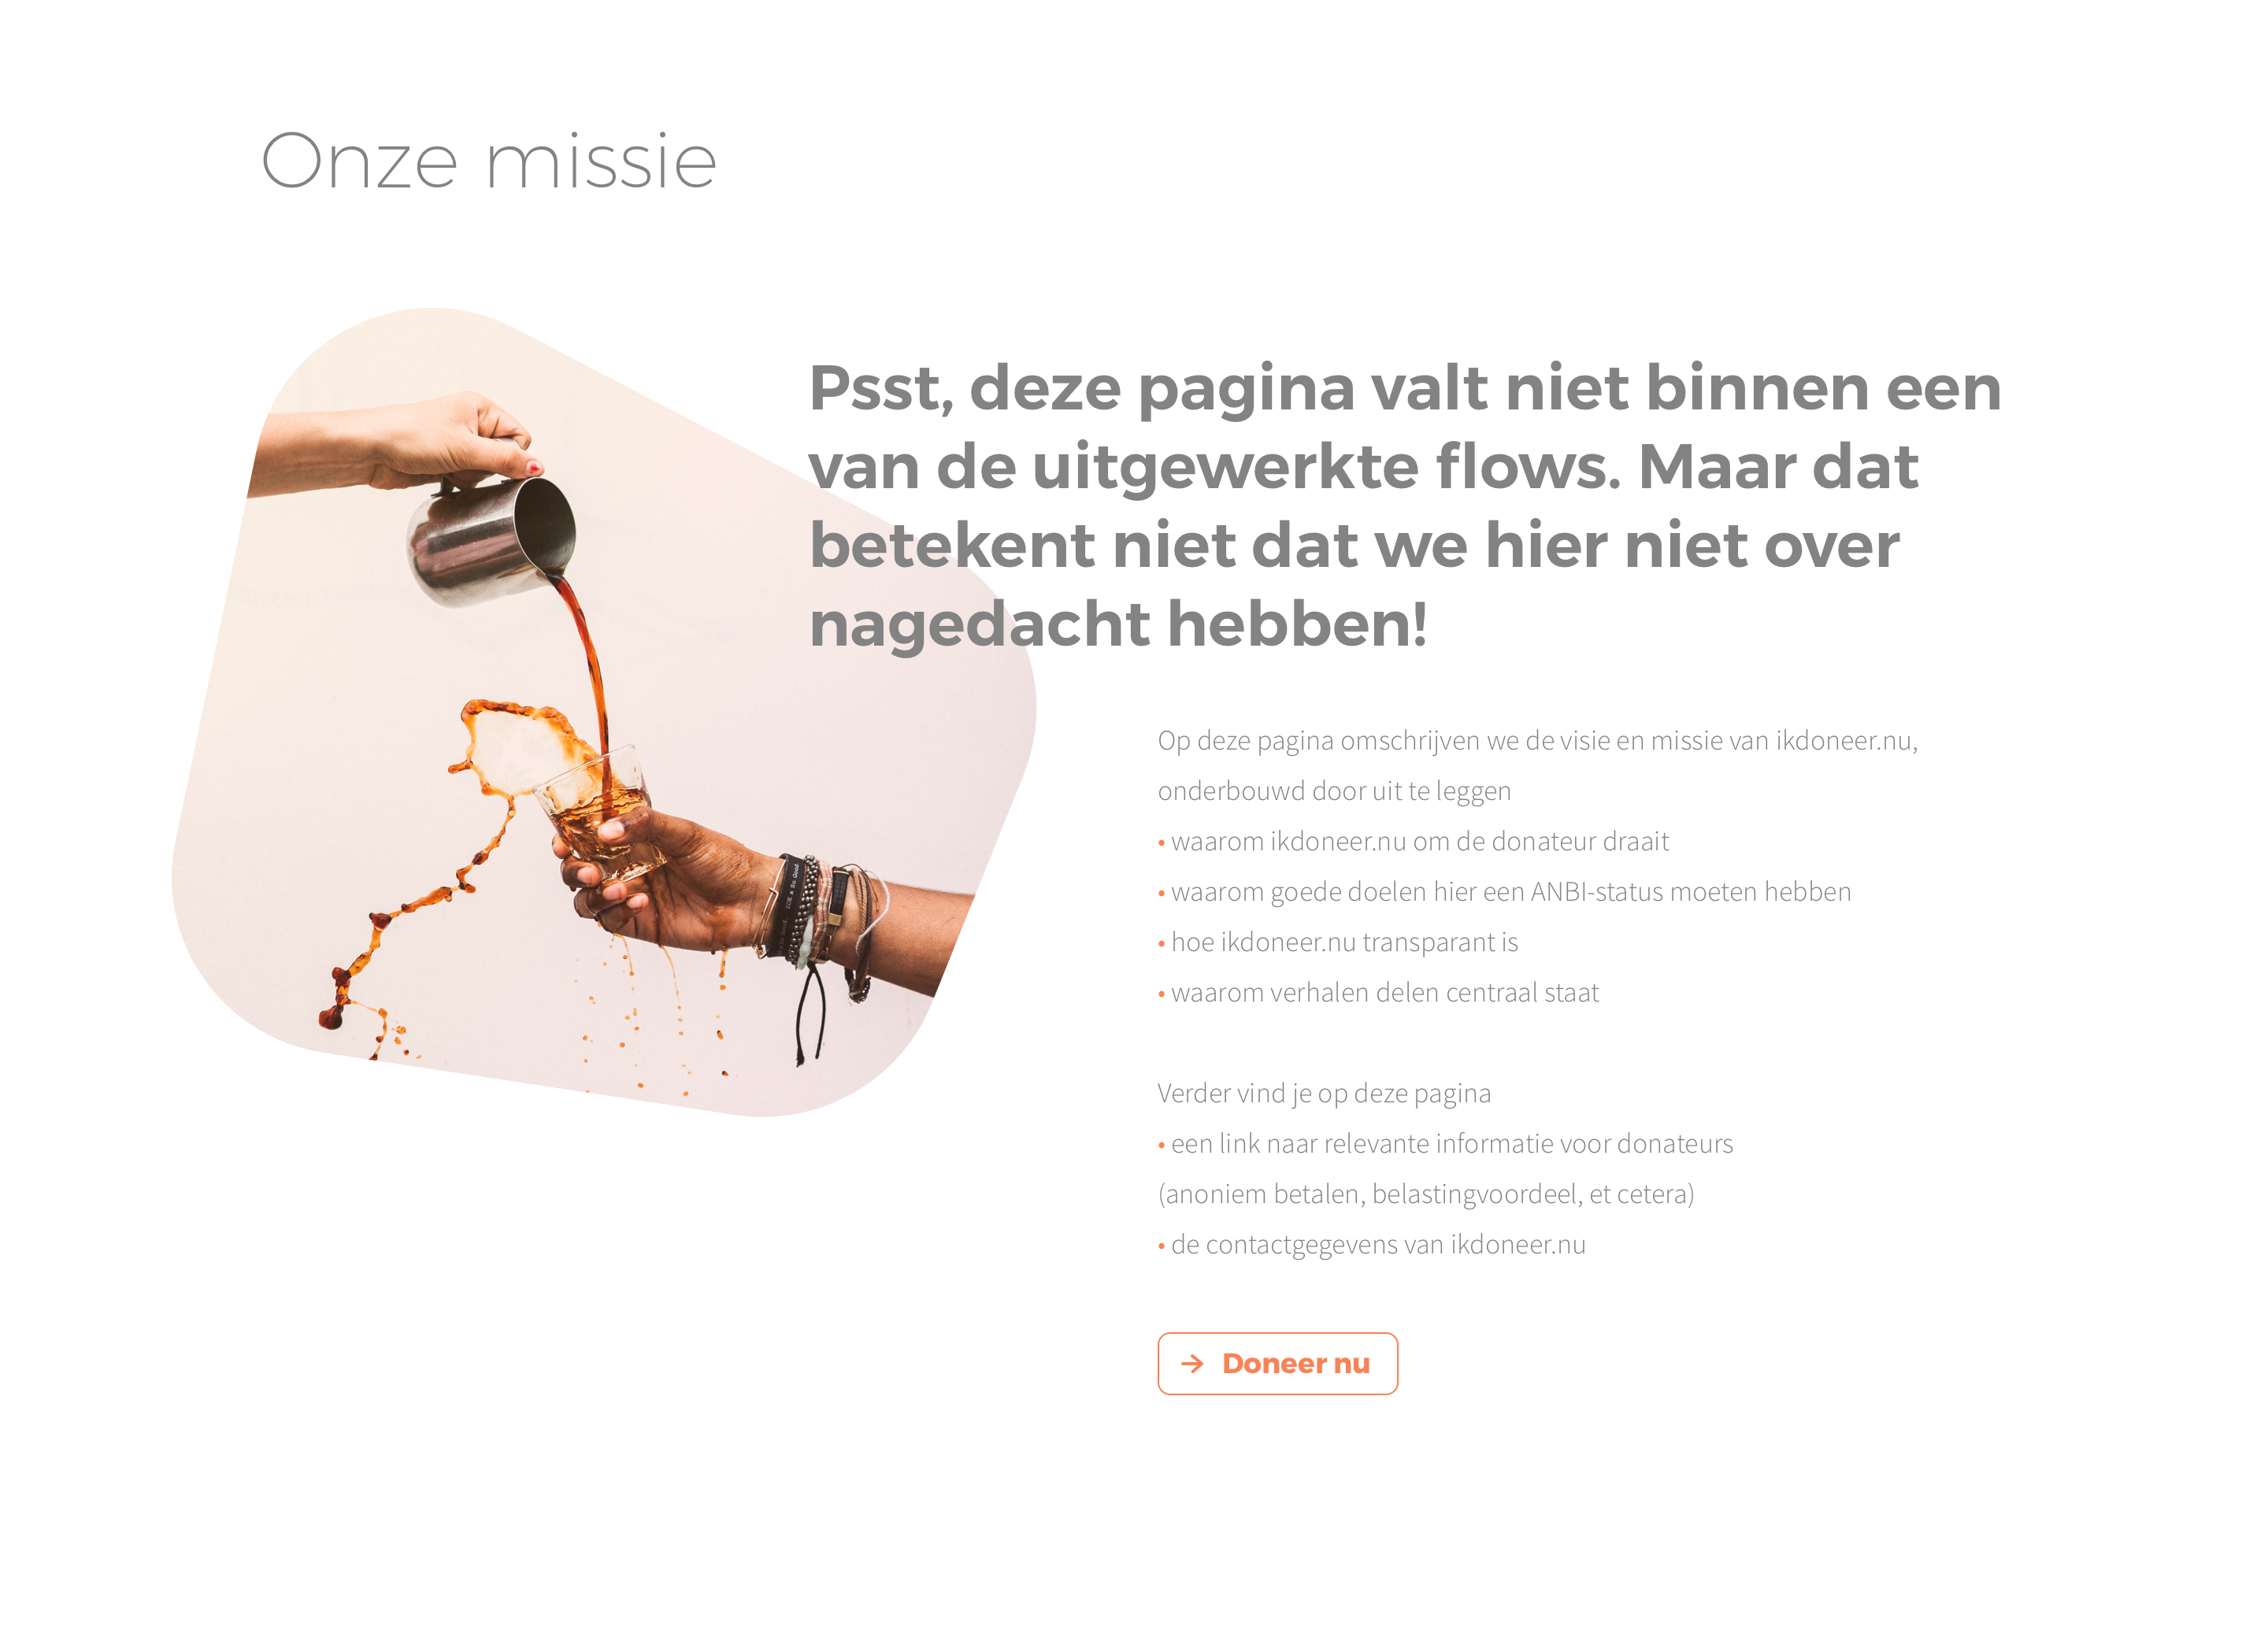 Onze missie
Psst, deze pagina valt niet binnen een
van de uitgewerkte flows. Maar dat
betekent niet dat we hier niet over
nagedacht hebben!
Op deze pagina omschrijven we de visie en missie van ikdoneer.nu,
onderbouwd door uit te leggen
• waarom ikdoneer.nu om de donateur draait
• waarom goede doelen hier een ANBI-status moeten hebben
• hoe ikdoneer.nu transparant is
• waarom verhalen delen centraal staat
Verder vind je op deze pagina
• een link naar relevante informatie voor donateurs
(anoniem betalen, belastingvoordeel, et cetera)
• de contactgegevens van ikdoneer.nu
→ Doneer nu